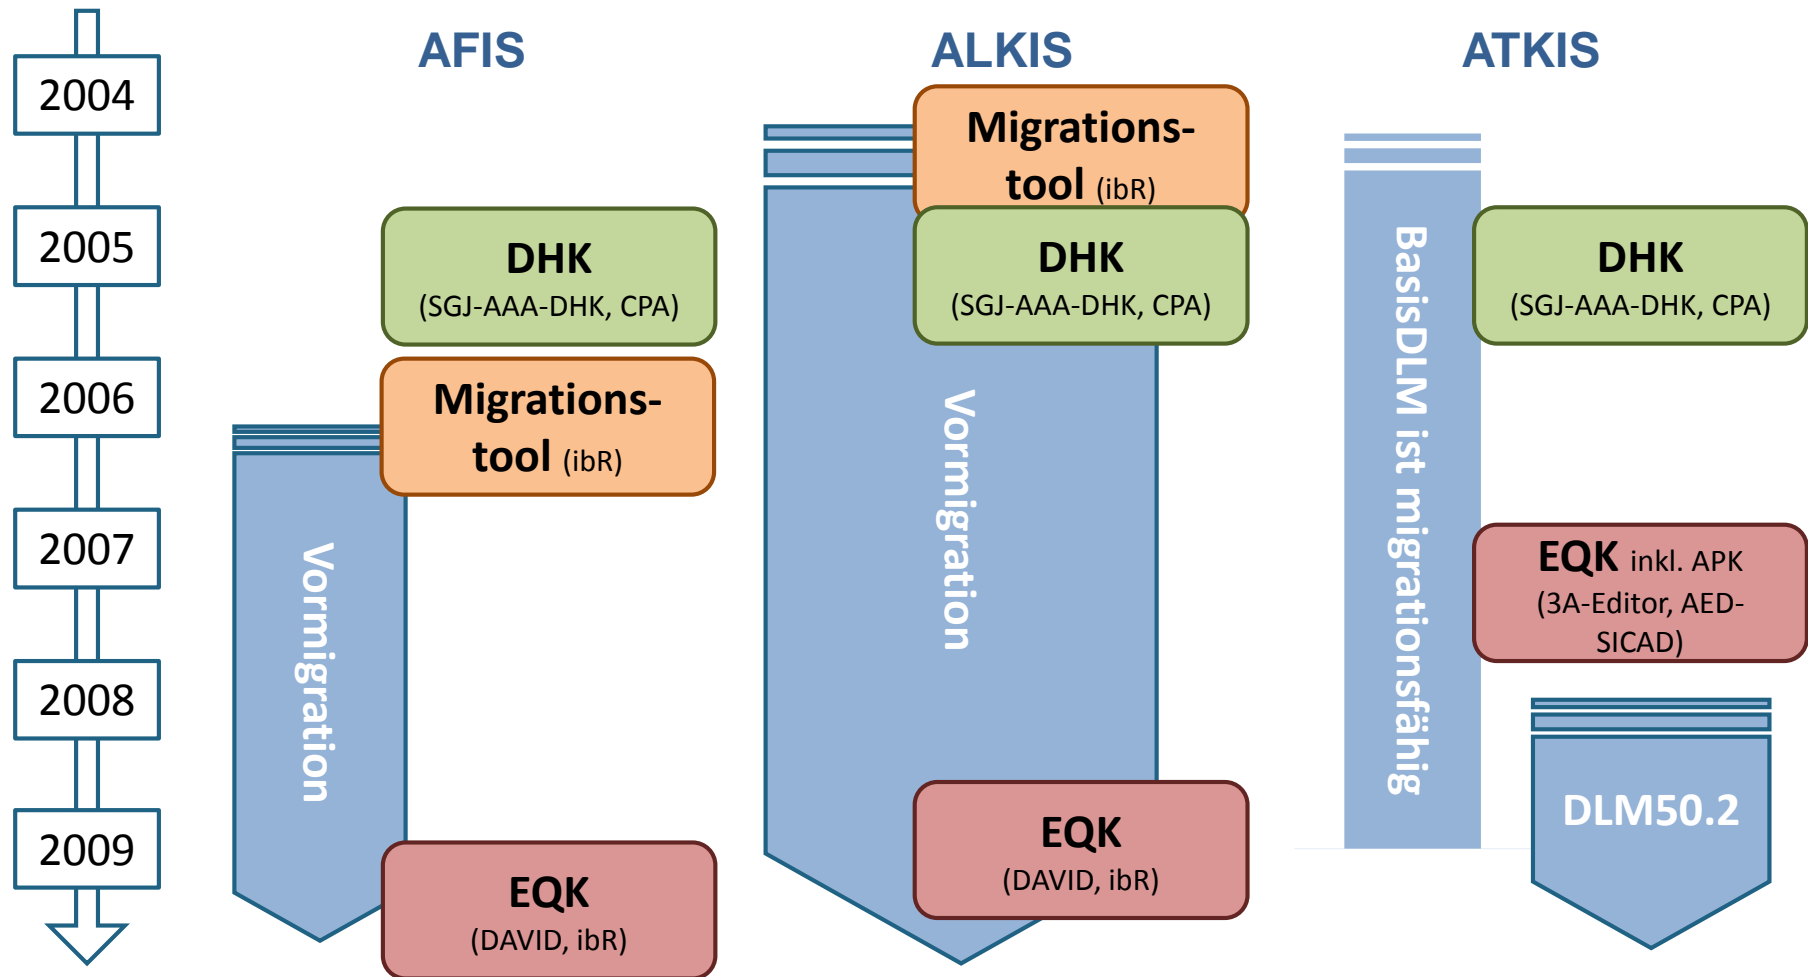 2004
2005
2006
2007
2008
2009
AFIS
DHK
(SGJ-AAA-DHK, CPA)
Migrations-
tool (ibR)
Vormigration
EQK
(DAVID, ibR)
ALKIS
Migrations-
tool (ibR)
DHK
(SGJ-AAA-DHK, CPA)
Vormigration
EQK
(DAVID, ibR)
ATKIS
BasisDLM ist migrationsfähig
DHK
(SGJ-AAA-DHK, CPA)
EQK inkl. APK
(3A-Editor, AED-
SICAD)
DLM50.2